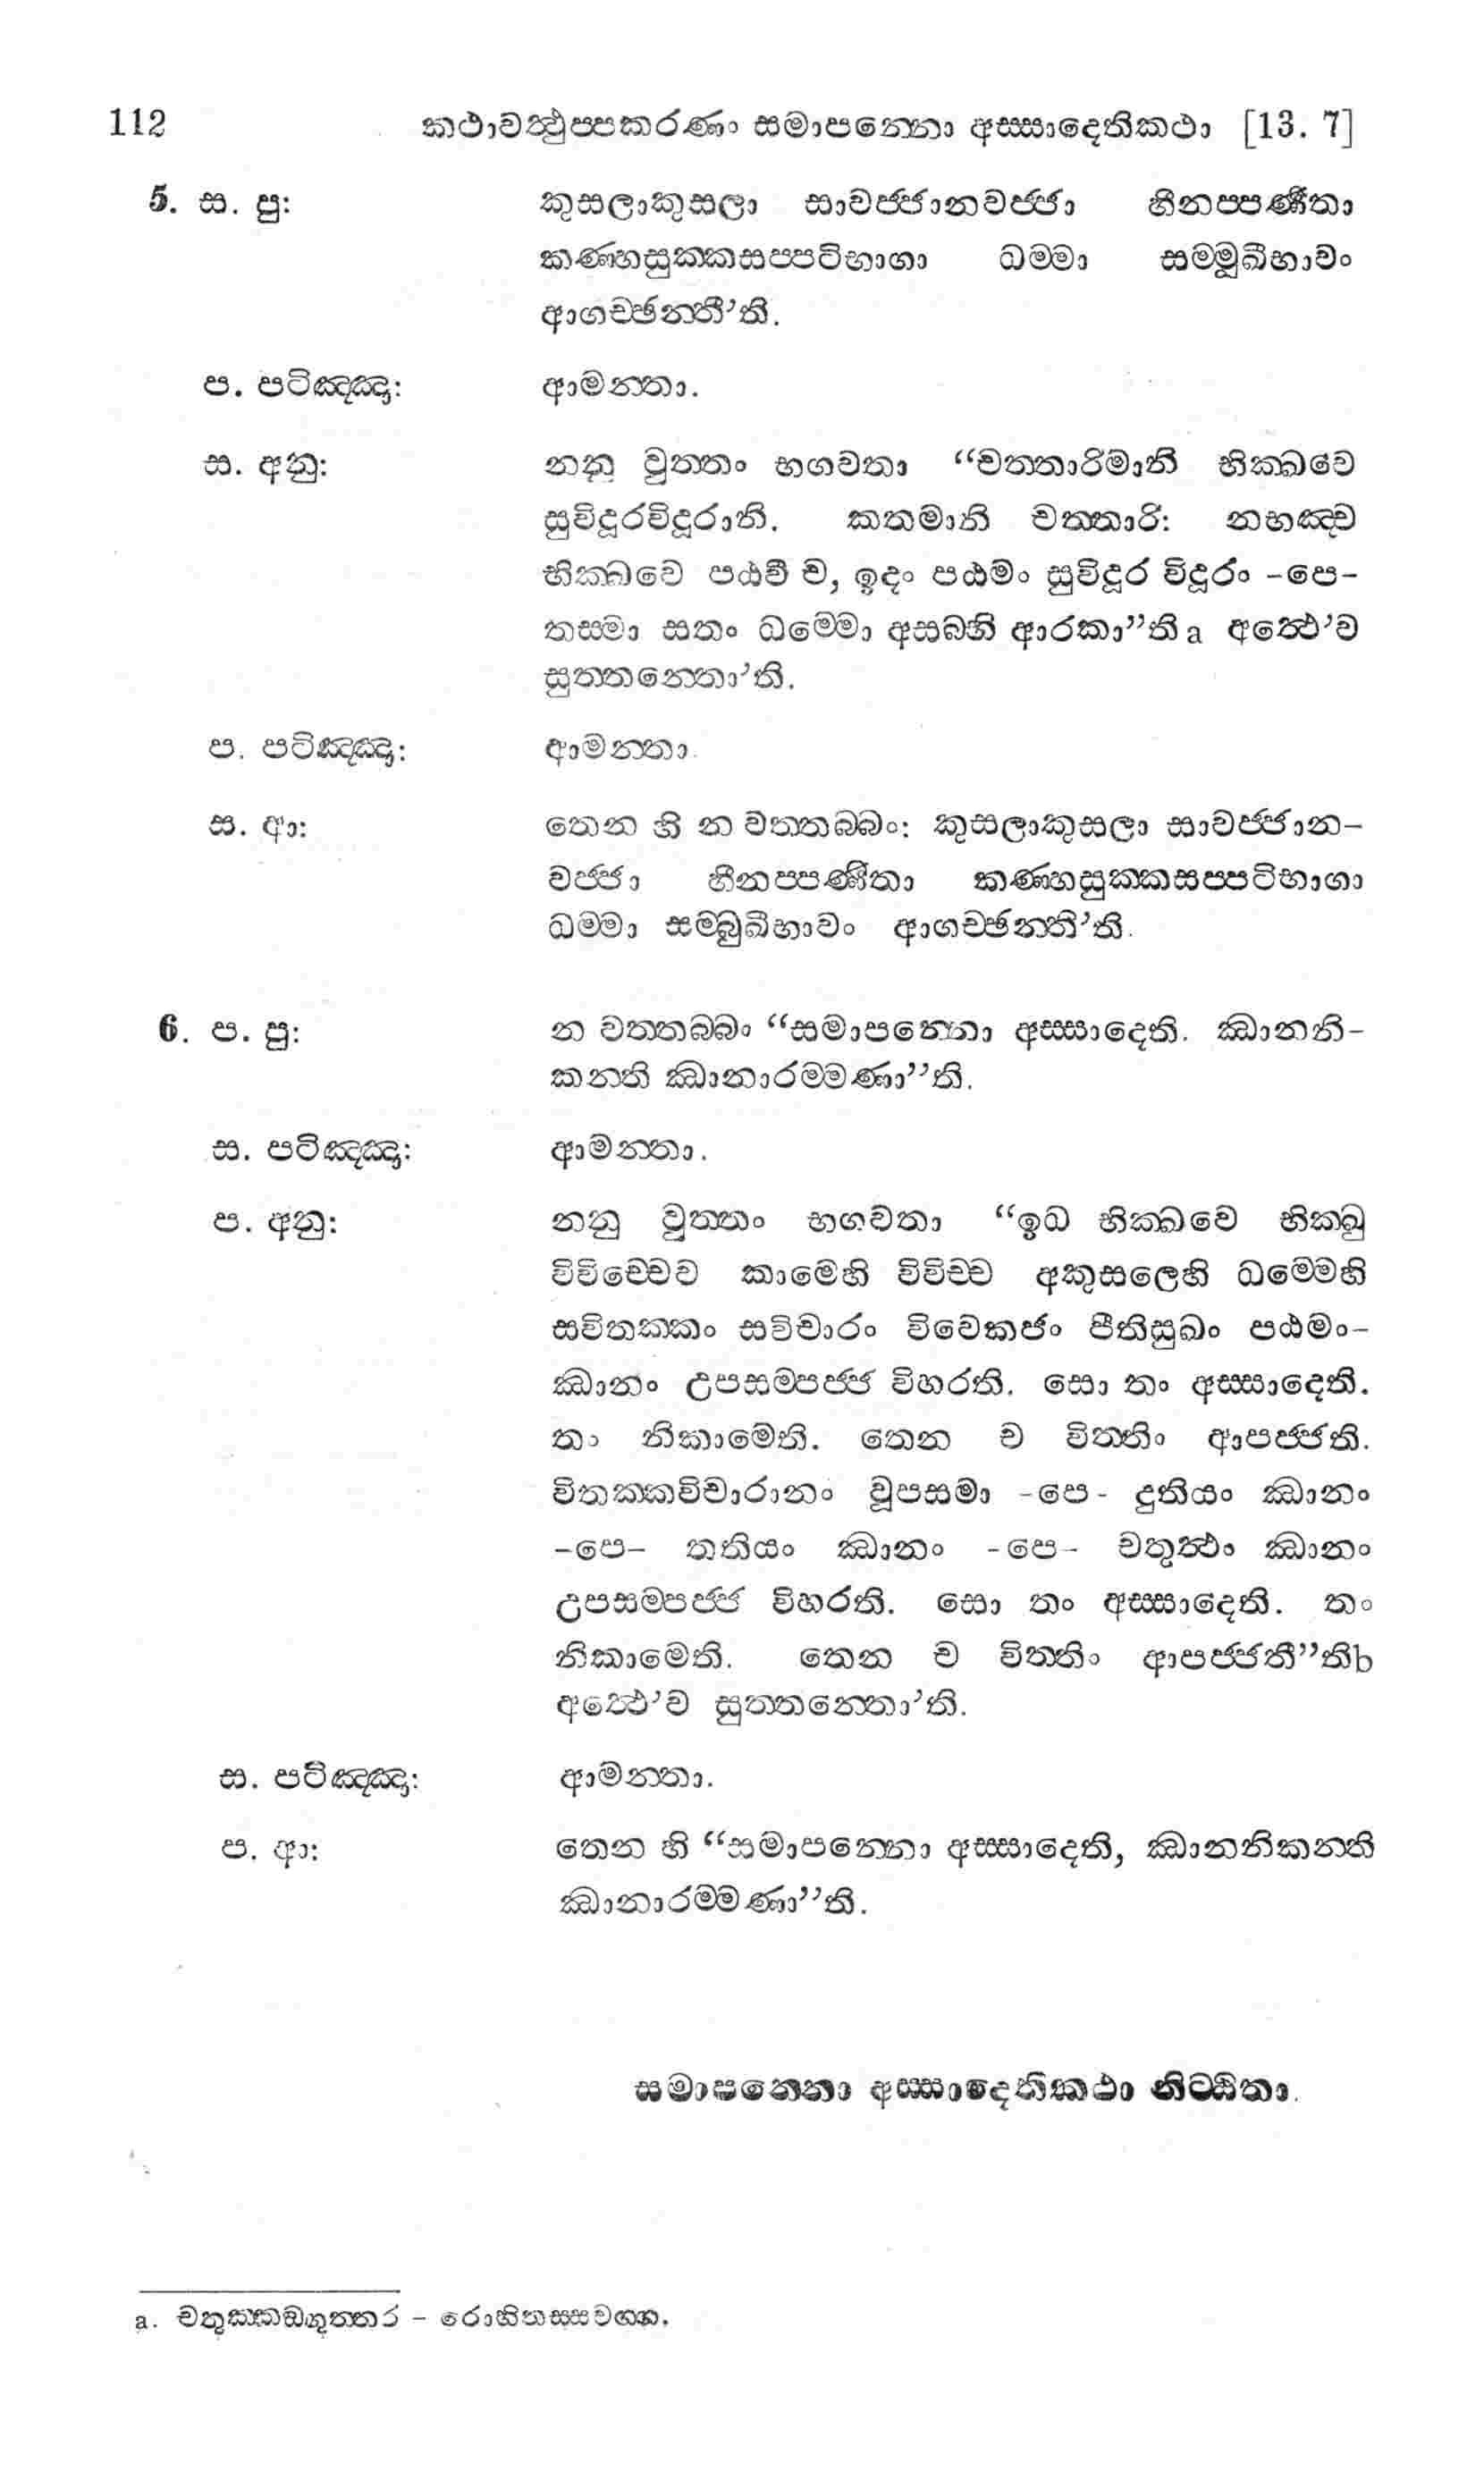 112 කථාවත්‍ථුප්පකරණං සමාපන්නො අස්සාදෙතිකථා [13. 7]
5. ස. පු: කුසලාකුසලා සාවජ්ජානවජ්ජා හීනප්පණීතා
කණ්හසුක්කසප්පටිභාගා ධම්මා සම්මුඛීභාවං
ආගච්ඡන්තී’ති.
ප. පටිඤ්ඤා: ආමන්තා.
ස. අනු: නනු වුත්තං භගවතා “චත්තාරිමානි භික්ඛවෙ
සුවිදූරවිදූරානි. කතමානි චත්තාරි: නභඤ්ච
භික්ඛවෙ පඨවී ච, ඉදං පඨමං සුවිදූර විදූරං -පෙ-
තස්මා සතං ධම්මො අසබ්භි ආරකා”ති a අත්‍ථෙ’ව
සුත්තන්තො’ති.
ප. පටිඤ්ඤා: ආමන්තා.
ස. ආ: තෙන හි න වත්තබ්බං: කුසලාකුසලා සාවජ්ජාන-
වජ්ජා හීනප්පණීතා කණ්හසුක්කසප්පටිභාගා
ධම්මා සම්බුඛීභාවං ආගච්ඡන්ති’ති.
6. ප. පු: න වත්තබ්බං “සමාපන්නො අස්සාදෙති. ඣානනි-
කන්ති ඣානාරම්මණා”ති.
ස. පටිඤ්ඤා: ආමන්තා.
ප. අනු: නනු වුත්තං භගවතා “ඉධ භික්ඛවෙ භික්ඛු
විවිච්චෙව කාමෙහි විවිච්ච අකුසලෙහි ධම්මෙහි
සවිතක්කං සවිචාරං විවෙකජං පීතිසුඛං පඨමං-
ඣානං උපසම්පජ්ජ විහරති. සො තං අස්සාදෙති.
තං නිකාමෙති. තෙන ච විත්තිං ආපජ්ජති.
විතක්කවිචාරානං වූපසමා -පෙ- දුතියං ඣානං
-පෙ- තතියං ඣානං -පෙ- චතුත්‍ථං ඣානං
උපසම්පජ්ජ විහරති. සො තං අස්සාදෙති. තං
නිකාමෙති. තෙන ච විත්තිං ආපජ්ජතී”තිb
අත්‍ථෙ’ව සුත්තන්තො’ති.
ස. පටිඤ්ඤා: ආමන්තා.
ප. ආ: තෙන හි “සමාපන්නො අස්සාදෙති, ඣානනිකන්ති
ඣානාරම්මණා”ති.
සමාපන්නො අස්සාදෙතිකථා නිට්ඨිතා.
a. චතුක්කඞ්ගුත්තර – රොහිතස්සවග්ග.